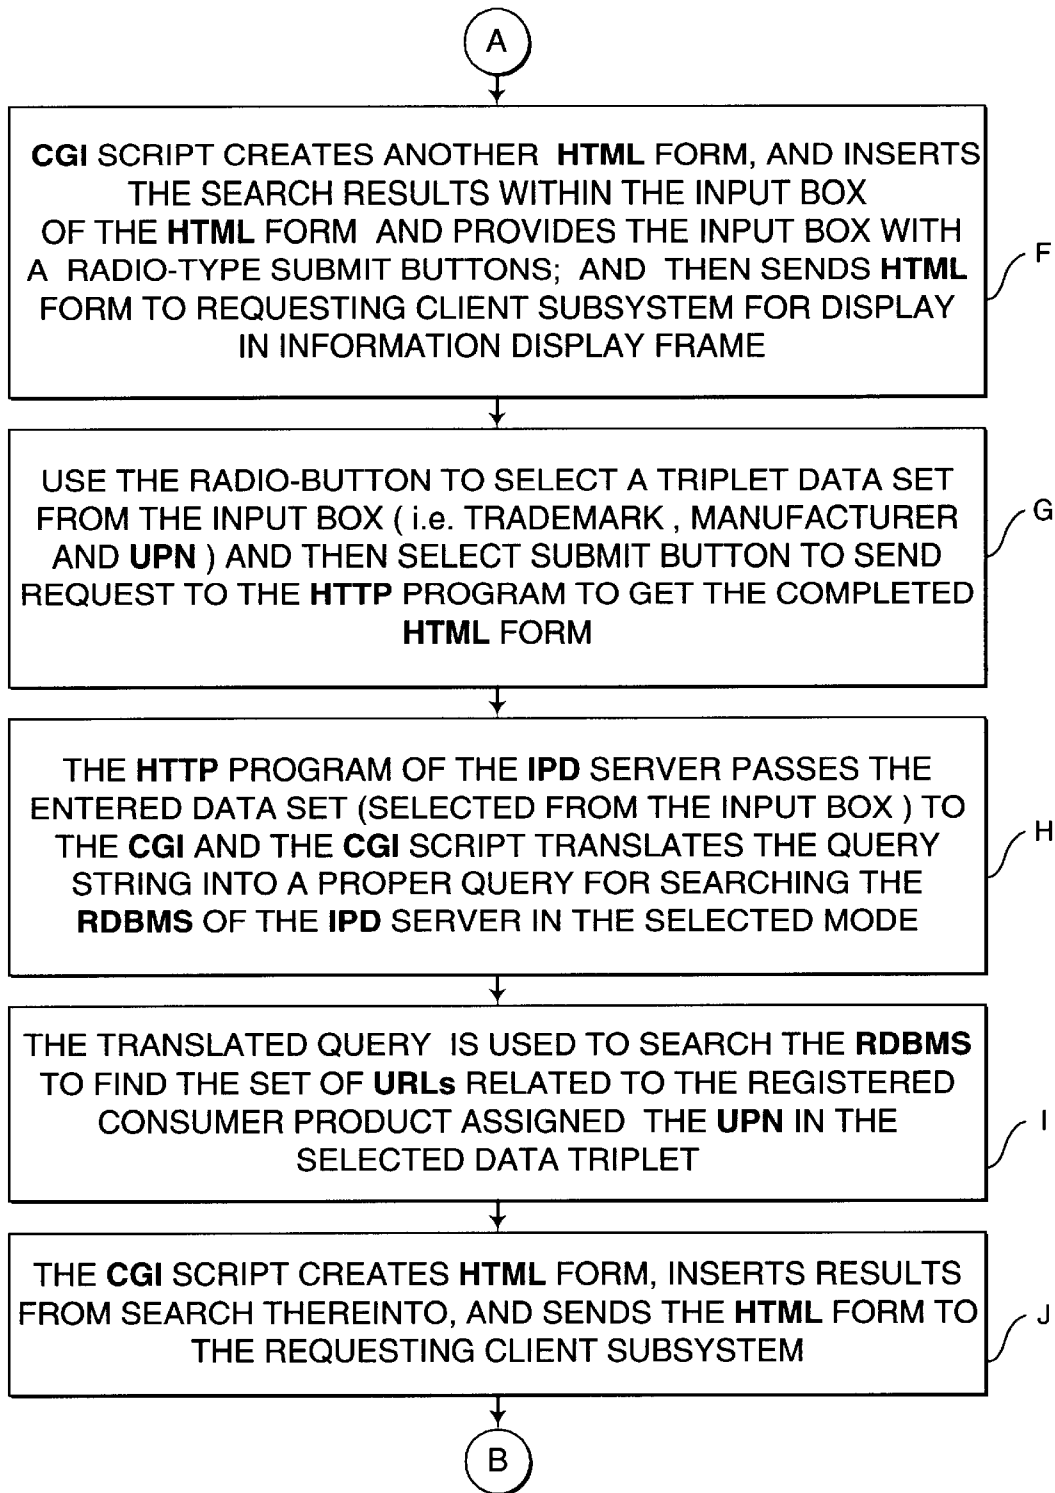 A
CGI SCRIPT CREATES ANOTHER HTML FORM, AND INSERTS
THE SEARCH RESULTS WITHIN THE INPUT BOX
OF THE HTML FORM AND PROVIDES THE INPUT BOX WITH
A RADIO-TYPE SUBMIT BUTTONS; AND THEN SENDS HTML
FORM TO REQUESTING CLIENT SUBSYSTEM FOR DISPLAY
IN INFORMATION DISPLAY FRAME
F
USE THE RADIO-BUTTON TO SELECT A TRIPLET DATA SET
FROM THE INPUT BOX ( i.e. TRADEMARK , MANUFACTURER
AND UPN ) AND THEN SELECT SUBMIT BUTTON TO SEND
REQUEST TO THE HTTP PROGRAM TO GET THE COMPLETED
HTML FORM
G
THE HTTP PROGRAM OF THE IPD SERVER PASSES THE
ENTERED DATA SET (SELECTED FROM THE INPUT BOX ) TO
THE CGI AND THE CGI SCRIPT TRANSLATES THE QUERY
STRING INTO A PROPER QUERY FOR SEARCHING THE
RDBMS OF THE IPD SERVER IN THE SELECTED MODE
H
THE TRANSLATED QUERY IS USED TO SEARCH THE RDBMS
TO FIND THE SET OF URLs RELATED TO THE REGISTERED
CONSUMER PRODUCT ASSIGNED THE UPN IN THE
SELECTED DATA TRIPLET
I
THE CGI SCRIPT CREATES HTML FORM, INSERTS RESULTS
FROM SEARCH THEREINTO, AND SENDS THE HTML FORM TO
THE REQUESTING CLIENT SUBSYSTEM
J
B